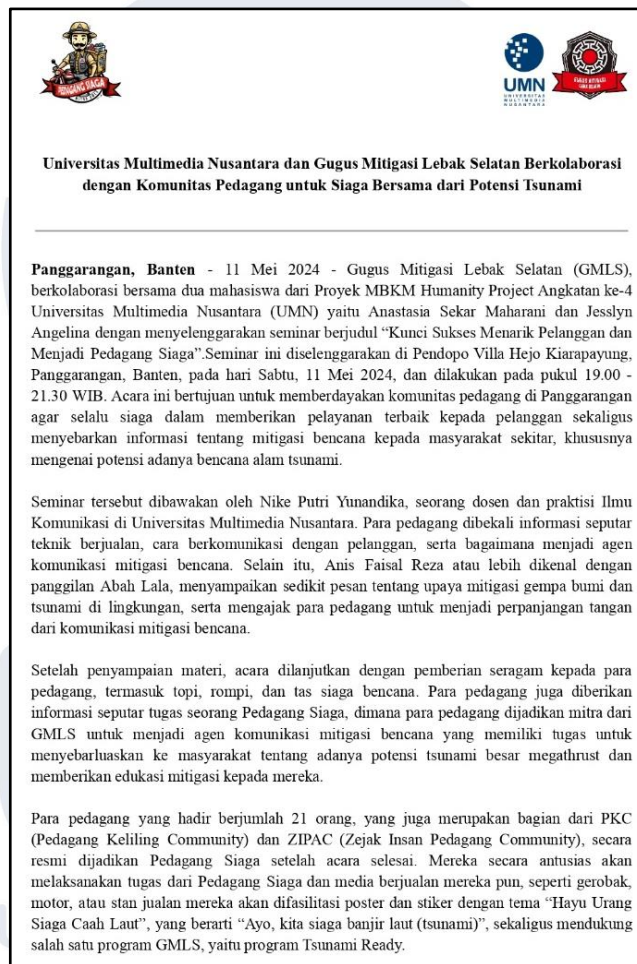 PEDAGANG SIAGA
UMN
UNIVERSITAS
MULTIMEDIA
NUSANTARA
Universitas Multimedia Nusantara dan Gugus Mitigasi Lebak Selatan Berkolaborasi
dengan Komunitas Pedagang untuk Siaga Bersama dari Potensi Tsunami
Panggarangan, Banten - 11 Mei 2024 - Gugus Mitigasi Lebak Selatan (GMLS),
berkolaborasi bersama dua mahasiswa dari Proyek MBKM Humanity Project Angkatan ke-4
Universitas Multimedia Nusantara (UMN) yaitu Anastasia Sekar Maharani dan Jesslyn
Angelina dengan menyelenggarakan seminar berjudul “Kunci Sukses Menarik Pelanggan dan
Menjadi Pedagang Siaga”.Seminar ini diselenggarakan di Pendopo Villa Hejo Kiarapayung,
Panggarangan, Banten, pada hari Sabtu, 11 Mei 2024, dan dilakukan pada pukul 19.00 -
21.30 WIB. Acara ini bertujuan untuk memberdayakan komunitas pedagang di Panggarangan
agar selalu siaga dalam memberikan pelayanan terbaik kepada pelanggan sekaligus
menyebarkan informasi tentang mitigasi bencana kepada masyarakat sekitar, khususnya
mengenai potensi adanya bencana alam tsunami.
Seminar tersebut dibawakan oleh Nike Putri Yunandika, seorang dosen dan praktisi Ilmu
Komunikasi di Universitas Multimedia Nusantara. Para pedagang dibekali informasi seputar
teknik berjualan, cara berkomunikasi dengan pelanggan, serta bagaimana menjadi agen
komunikasi mitigasi bencana. Selain itu, Anis Faisal Reza atau lebih dikenal dengan
panggilan Abah Lala, menyampaikan sedikit pesan tentang upaya mitigasi gempa bumi dan
tsunami di lingkungan, serta mengajak para pedagang untuk menjadi perpanjangan tangan
dari komunikasi mitigasi bencana.
Setelah penyampaian materi, acara dilanjutkan dengan pemberian seragam kepada para
pedagang, termasuk topi, rompi, dan tas siaga bencana. Para pedagang juga diberikan
informasi seputar tugas seorang Pedagang Siaga, dimana para pedagang dijadikan mitra dari
GMLS untuk menjadi agen komunikasi mitigasi bencana yang memiliki tugas untuk
menyebarluaskan ke masyarakat tentang adanya potensi tsunami besar megathrust dan
memberikan edukasi mitigasi kepada mereka.
Para pedagang yang hadir berjumlah 21 orang, yang juga merupakan bagian dari PKC
(Pedagang Keliling Community) dan ZIPAC (Zejak Insan Pedagang Community), secara
resmi dijadikan Pedagang Siaga setelah acara selesai. Mereka secara antusias akan
melaksanakan tugas dari Pedagang Siaga dan media berjualan mereka pun, seperti gerobak,
motor, atau stan jualan mereka akan difasilitasi poster dan stiker dengan tema “Hayu Urang
Siaga Caah Laut”, yang berarti “Ayo, kita siaga banjir laut (tsunami)”, sekaligus mendukung
salah satu program GMLS, yaitu program Tsunami Ready.